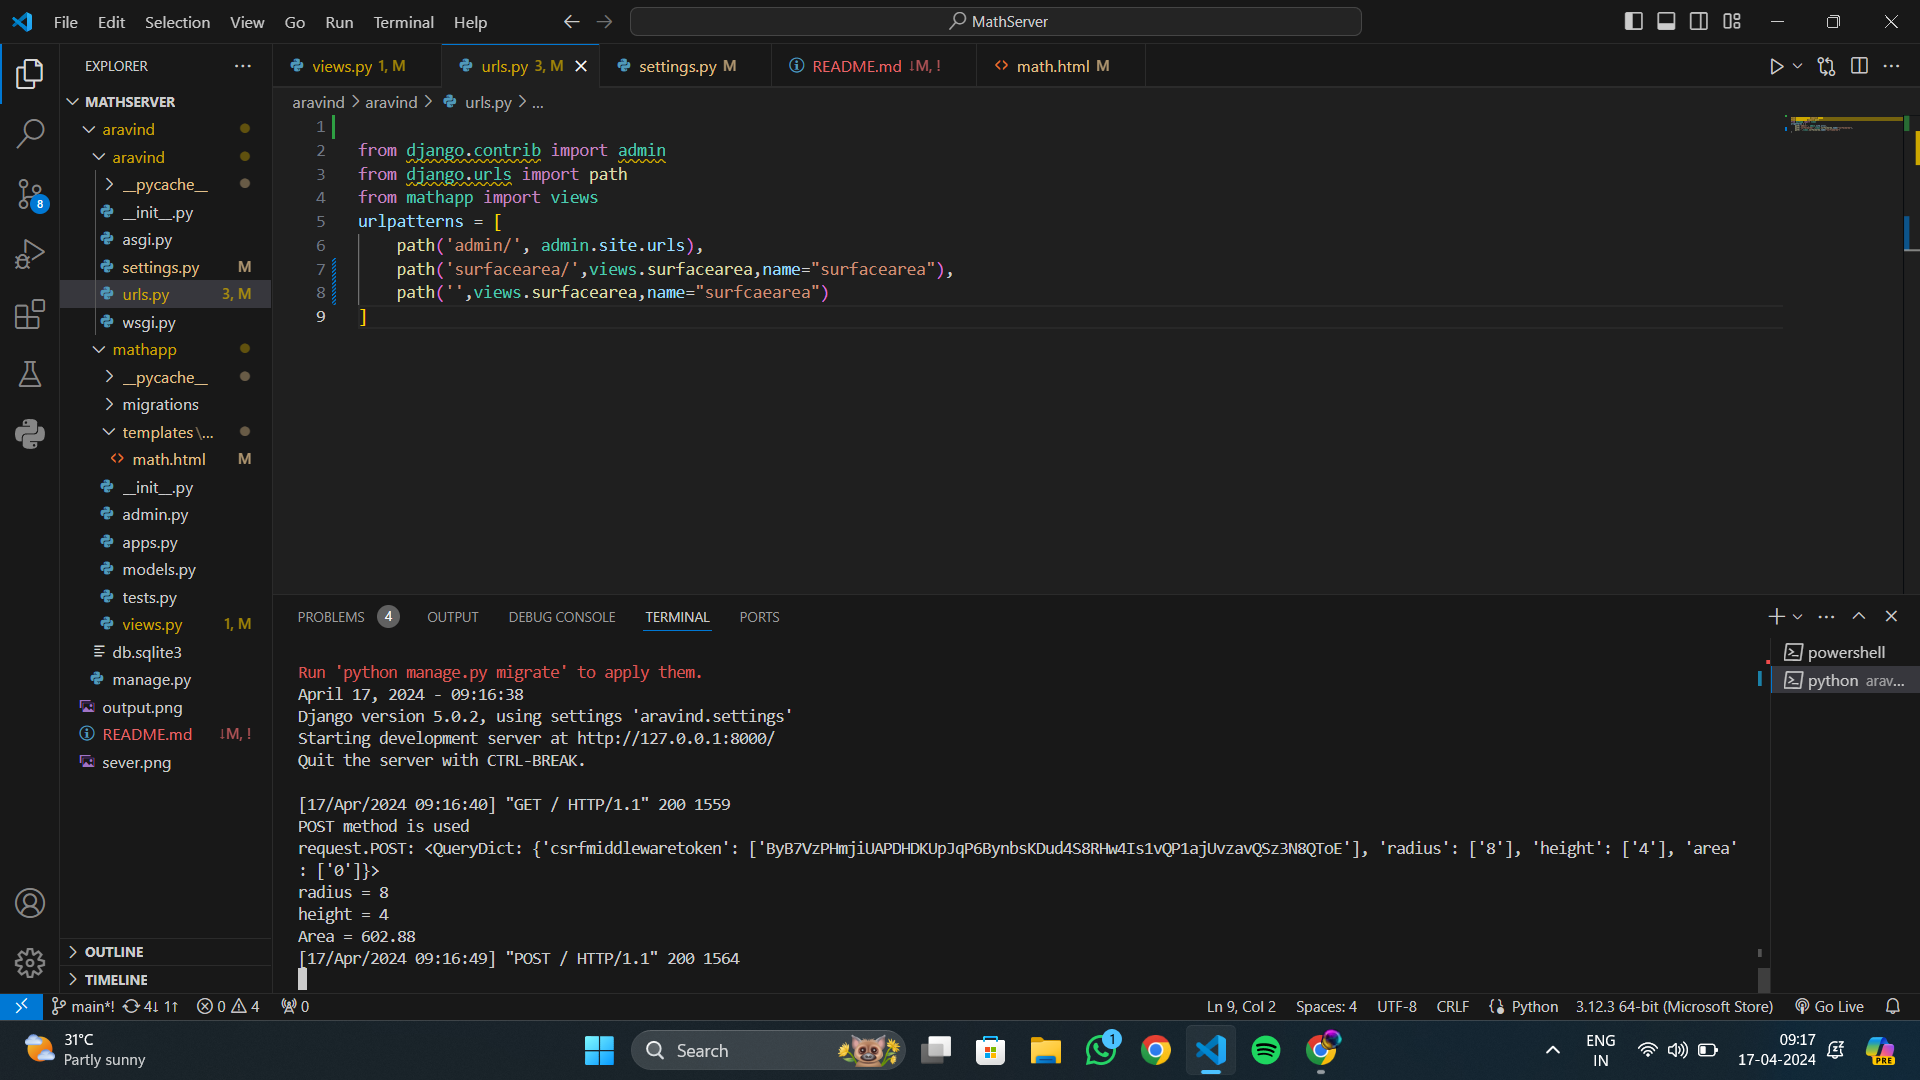 File Edit Selection View Go Run Terminal Help
MathServer
EXPLORER
MATHSERVER
aravind
aravind
__pycache__
__init__.py
asgi.py
settings.py M
urls.py 3, M
wsgi.py
mathapp
__pycache__
migrations
templates\...
math.html M
__init__.py
admin.py
apps.py
models.py
tests.py
views.py 1, M
db.sqlite3
manage.py
output.png
README.md ↓M, !
sever.png
OUTLINE
TIMELINE
8
views.py 1, M
urls.py 3, M
settings.py M
README.md ↓M, !
math.html M
aravind > aravind > urls.py > ...
1
2 from django.contrib import admin
3 from django.urls import path
4 from mathapp import views
5 urlpatterns = [
6 path('admin/', admin.site.urls),
7 path('surfacearea/',views.surfacearea,name="surfacearea"),
8 path('',views.surfacearea,name="surfcaearea")
9 ]
PROBLEMS 4 OUTPUT DEBUG CONSOLE TERMINAL PORTS
powershell
python arav...
Run 'python manage.py migrate' to apply them.
April 17, 2024 - 09:16:38
Django version 5.0.2, using settings 'aravind.settings'
Starting development server at http://127.0.0.1:8000/
Quit the server with CTRL-BREAK.
[17/Apr/2024 09:16:40] "GET / HTTP/1.1" 200 1559
POST method is used
request.POST: <QueryDict: {'csrfmiddlewaretoken': ['ByB7VzPHmjiUAPDHDKUpJqP6BynbsKDud4S8RHw4Is1vQP1ajUvzavQSz3N8QToE'], 'radius': ['8'], 'height': ['4'], 'area'
: ['0']}>
radius = 8
height = 4
Area = 602.88
[17/Apr/2024 09:16:49] "POST / HTTP/1.1" 200 1564
main*! 4↓ 1↑ 0 4 0
Ln 9, Col 2 Spaces: 4 UTF-8 CRLF Python 3.12.3 64-bit (Microsoft Store) Go Live
31°C
Partly sunny
Search
1
ENG
IN
09:17
17-04-2024
PRE